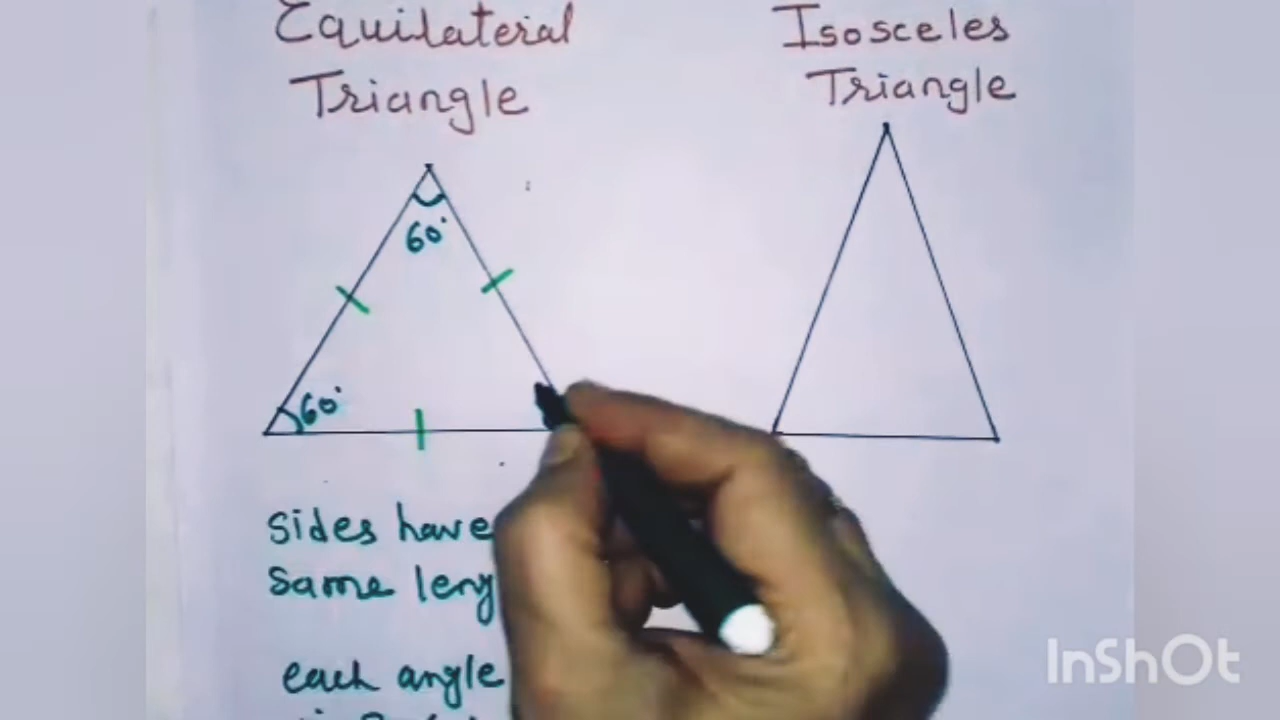 Equilateral
Triangle
Isosceles
Triangle
60°
60°
Sides have
Same leng
each angle
InShOt